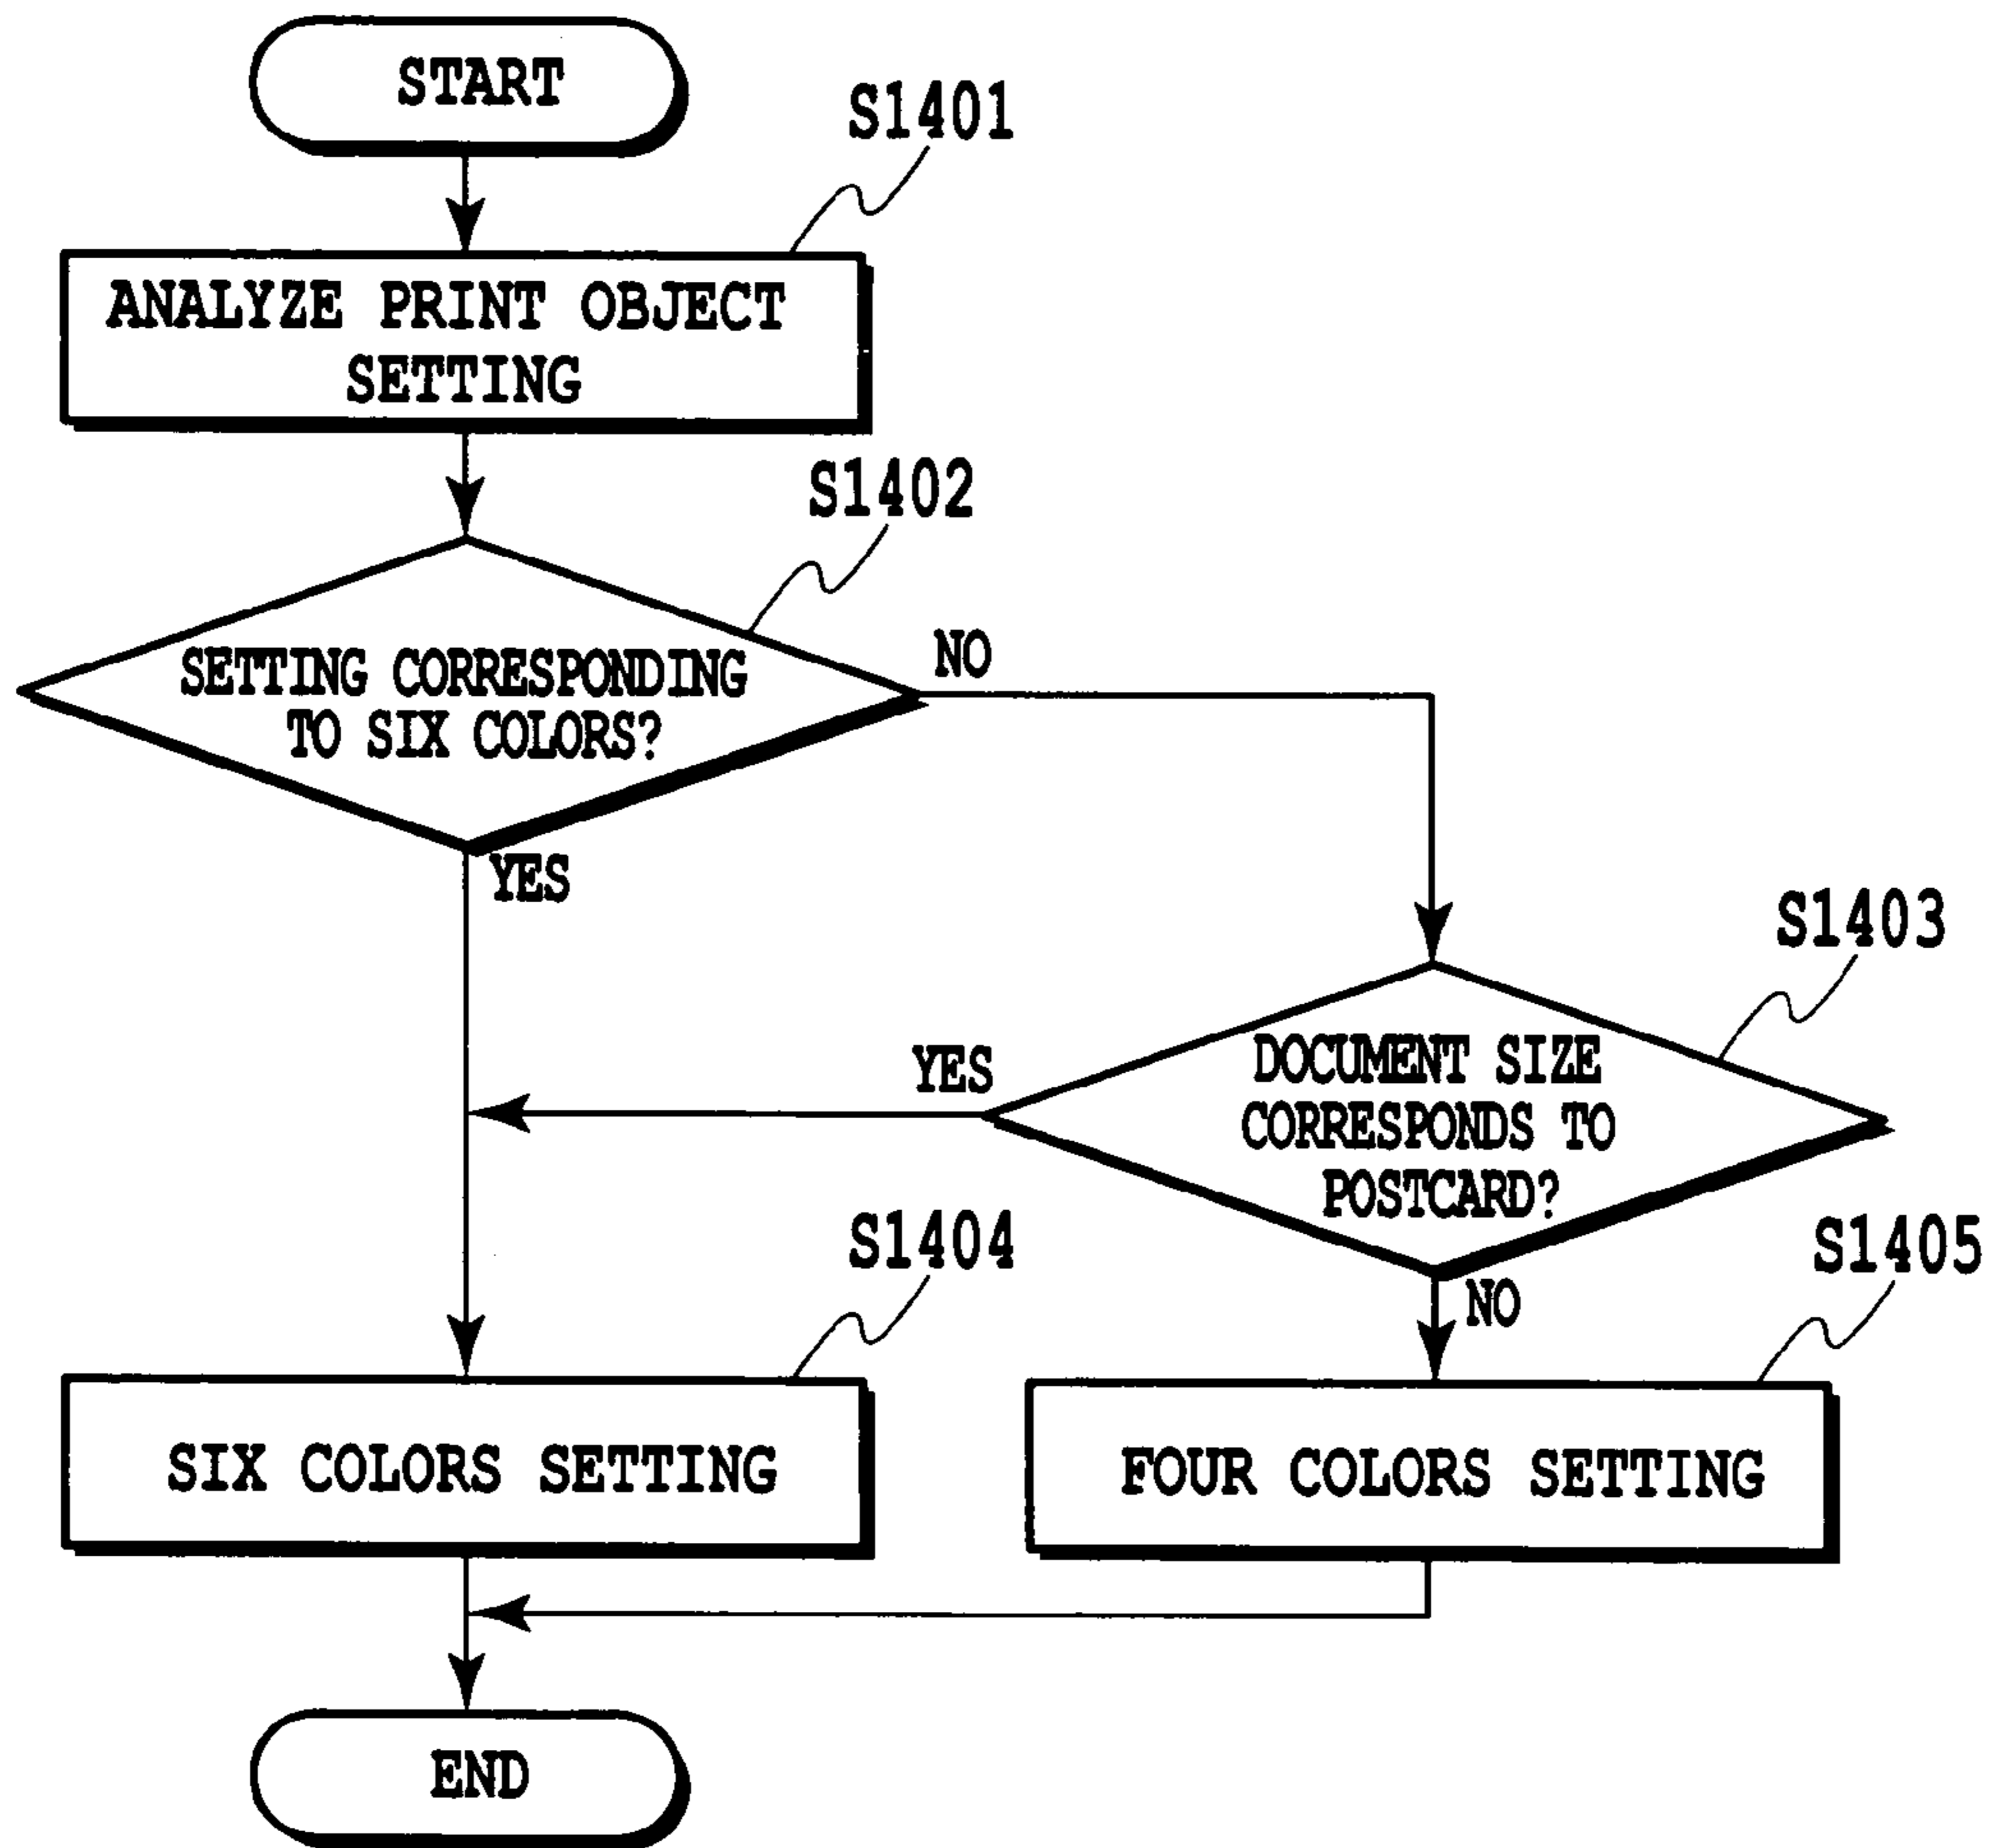 START
S1401
ANALYZE PRINT OBJECT
SETTING
S1402
SETTING CORRESPONDING
TO SIX COLORS?
NO
YES
S1403
DOCUMENT SIZE
CORRESPONDS TO
POSTCARD?
YES
NO
S1404
SIX COLORS SETTING
S1405
FOUR COLORS SETTING
END